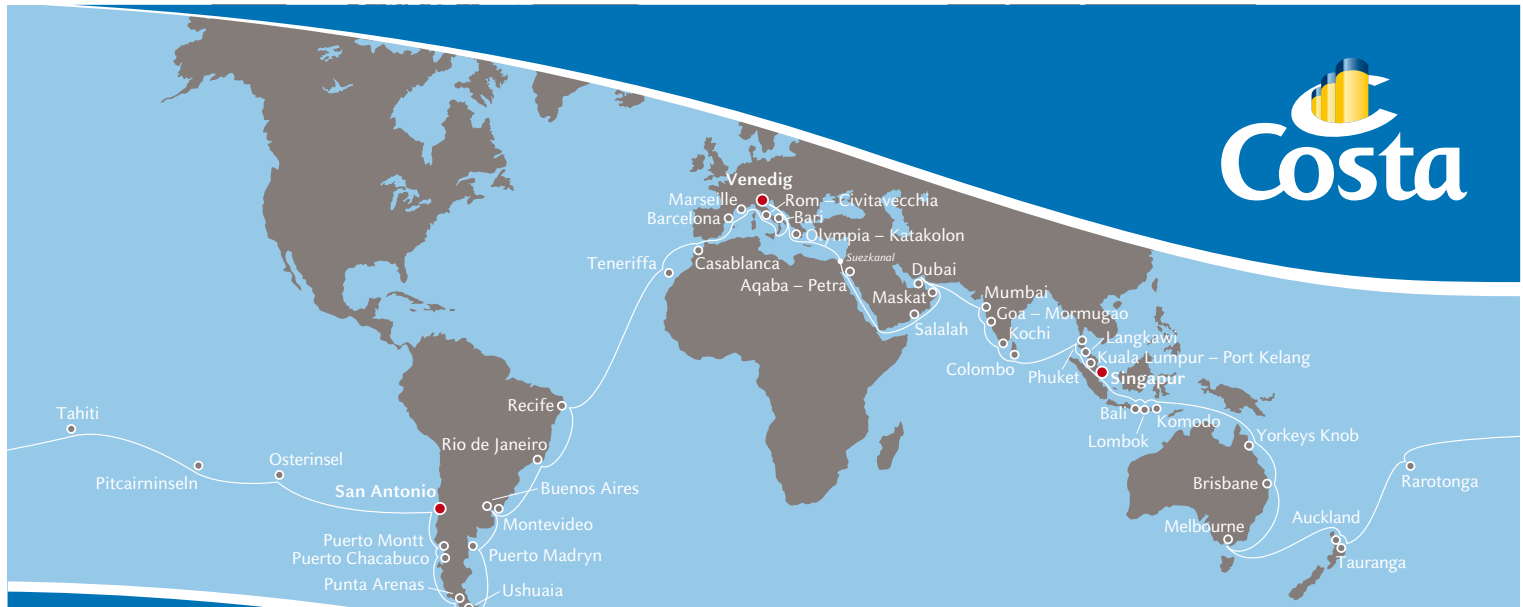 Costa
Venedig
Marseille
Rom – Civitavecchia
Barcelona
Bari
Olympia – Katakolon
Suezkanal
Teneriffa
Casablanca
Dubai
Aqaba – Petra
Maskat
Mumbai
Goa – Mormugao
Salalah
Kochi
Langkawi
Colombo
Kuala Lumpur – Port Kelang
Phuket
Singapur
Recife
Tahiti
Bali
Komodo
Lombok
Yorkeys Knob
Rio de Janeiro
Osterinsel
Pitcairninseln
Rarotonga
Brisbane
San Antonio
Buenos Aires
Auckland
Montevideo
Melbourne
Puerto Montt
Puerto Chacabuco
Puerto Madryn
Tauranga
Punta Arenas
Ushuaia